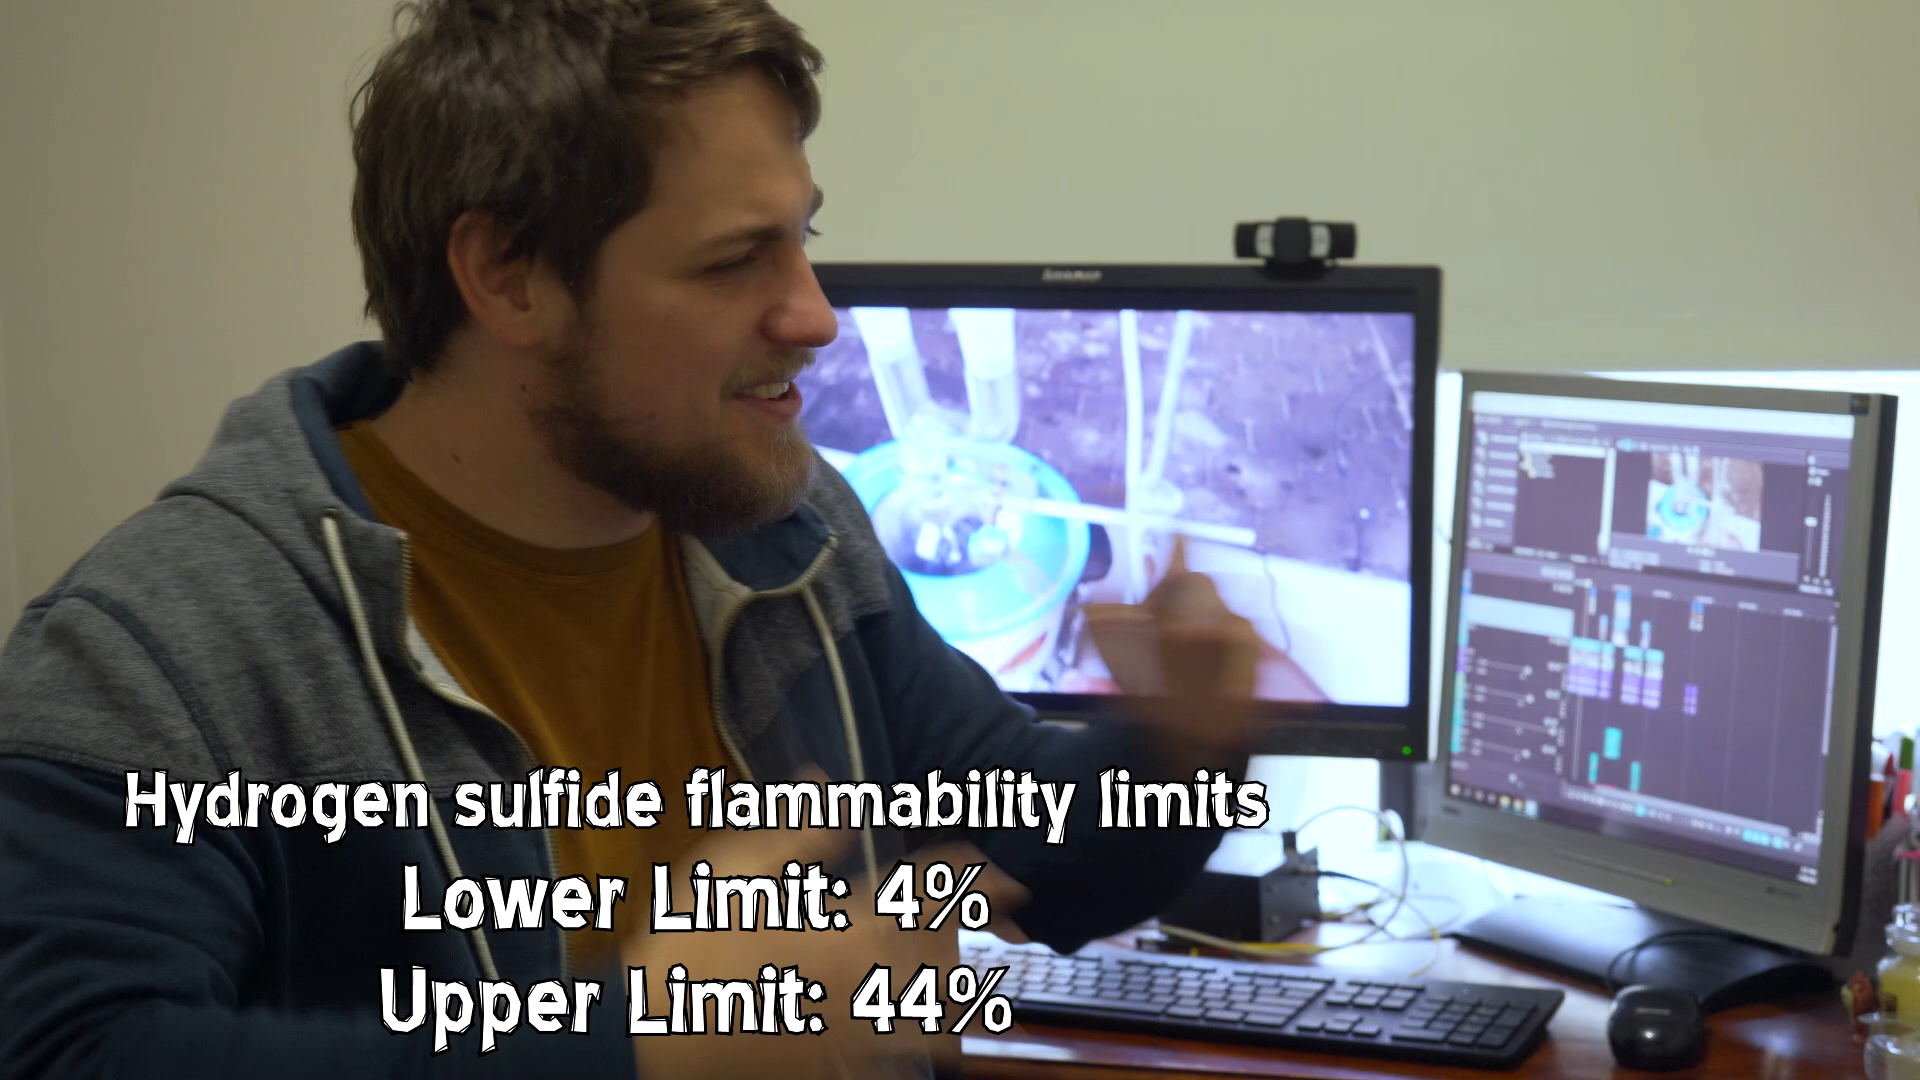 Hydrogen sulfide flammability limits
Lower Limit: 4%
Upper Limit: 44%